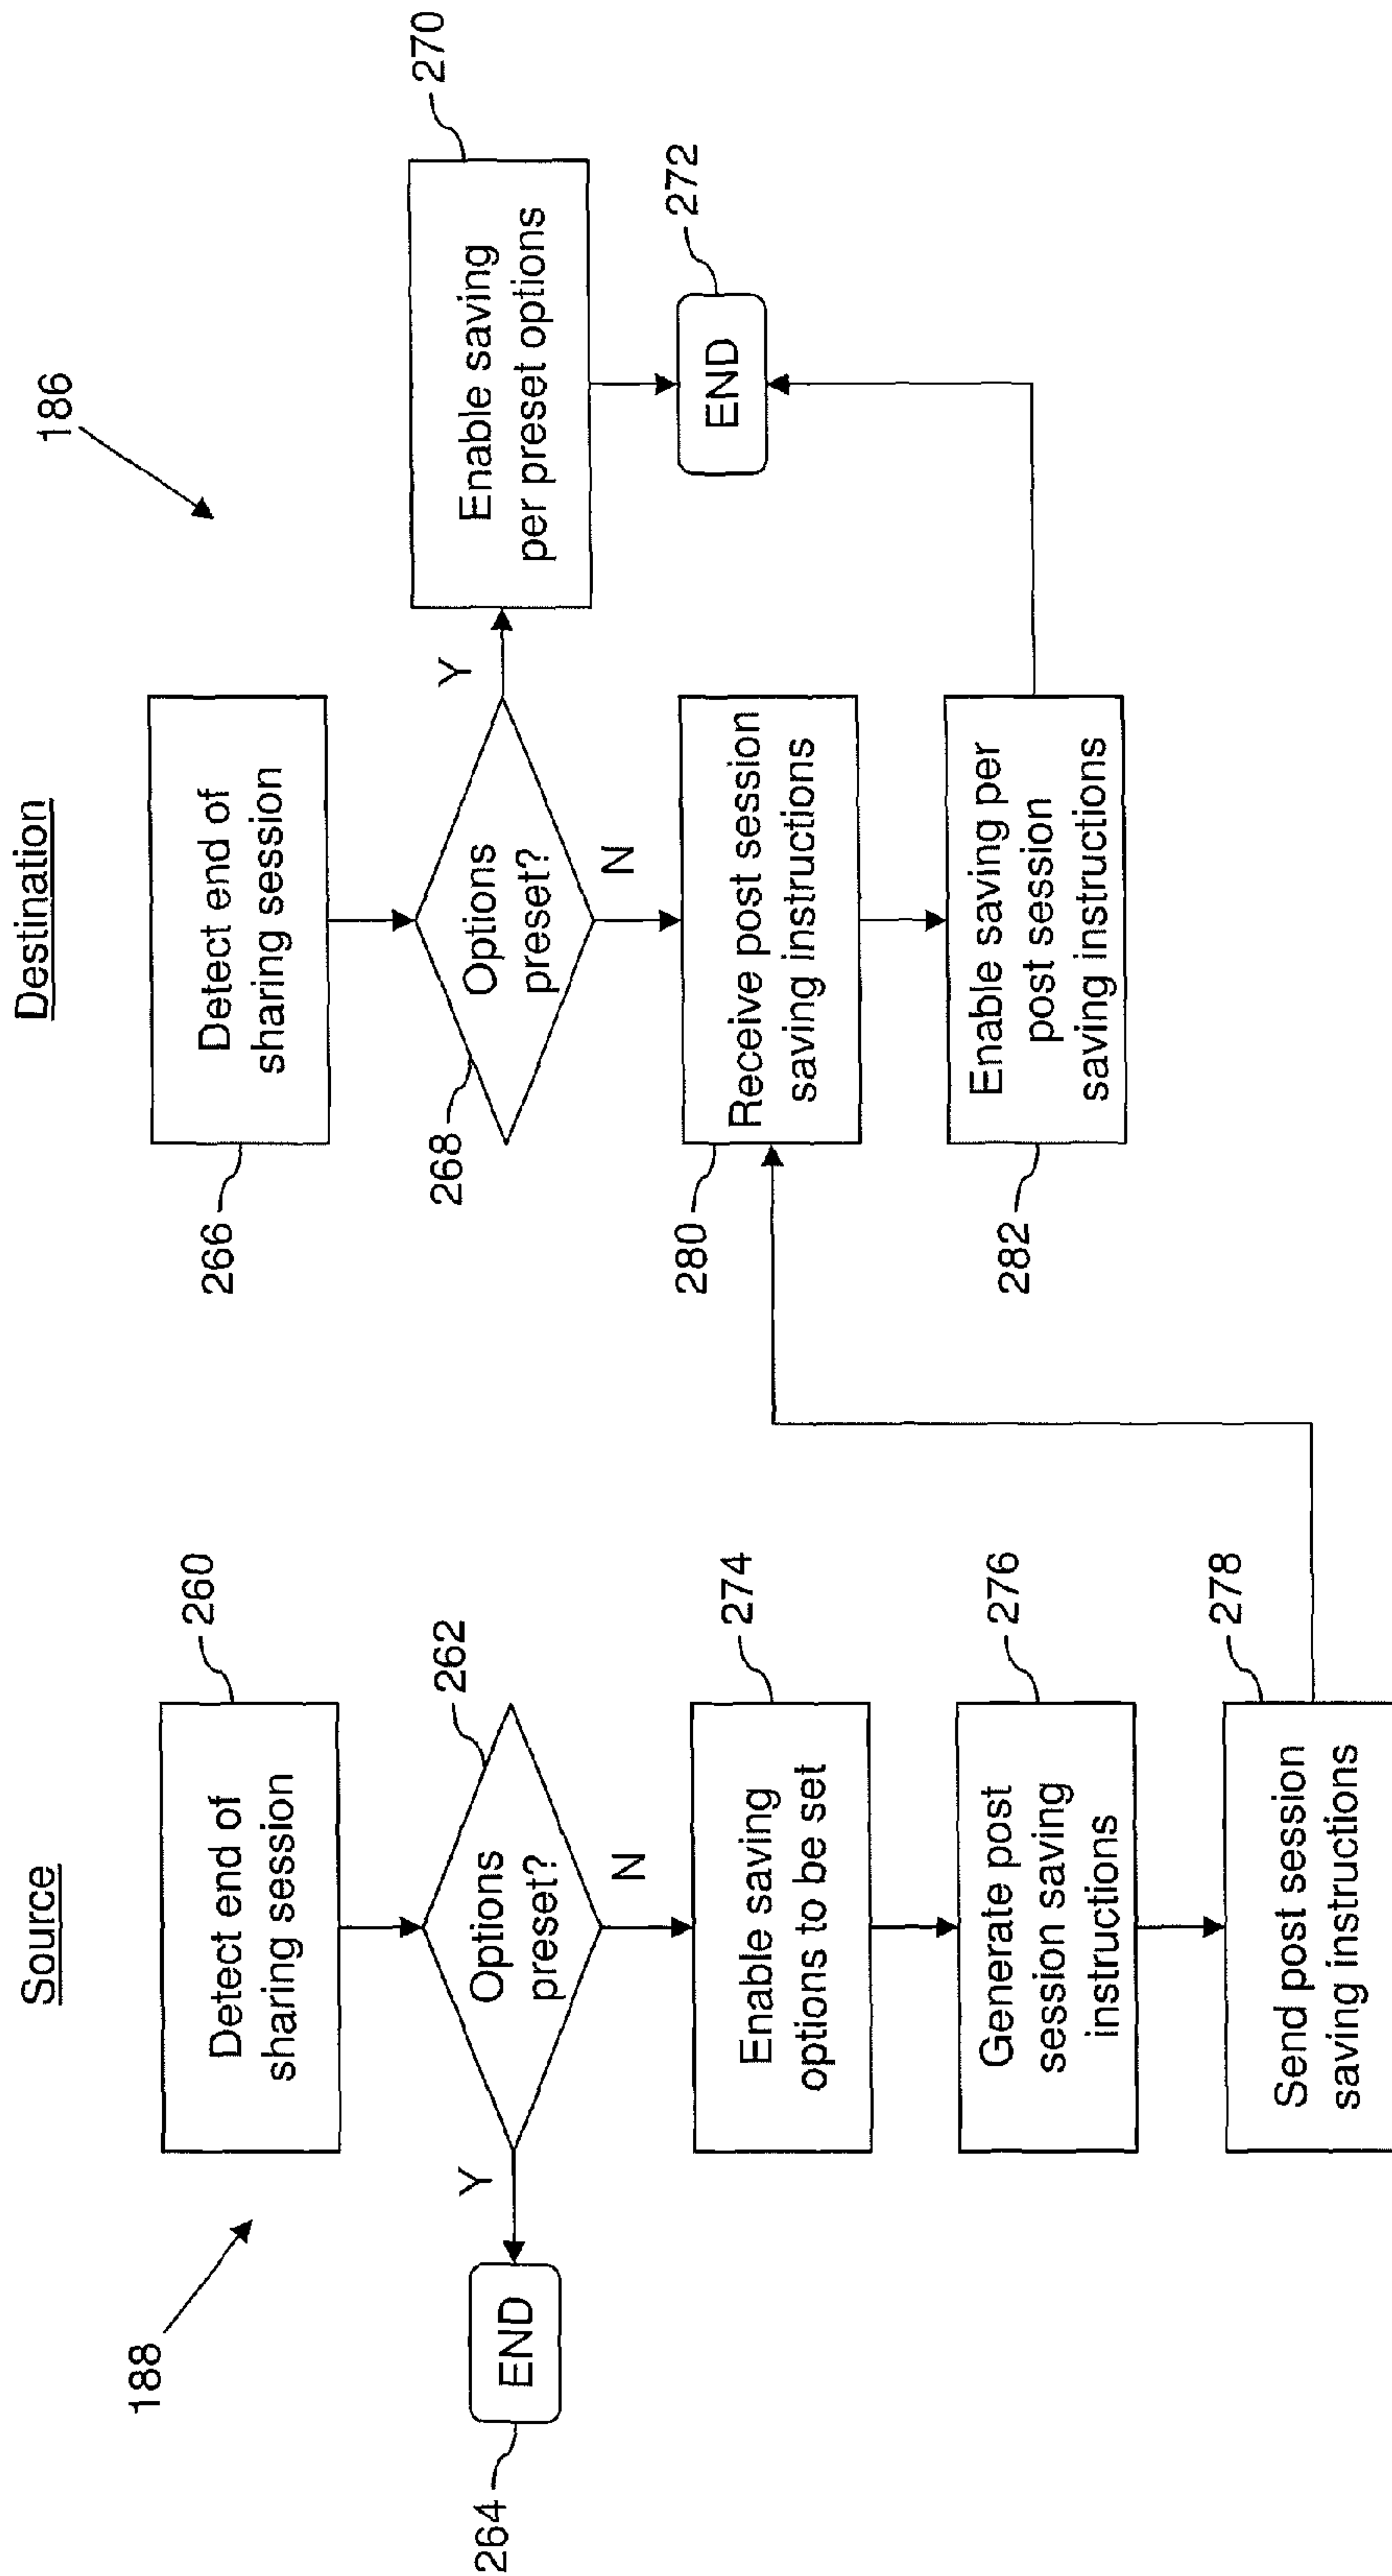 Source
188
Detect end of
sharing session
260
Options
preset?
262
Y
N
END
264
Enable saving
options to be set
274
Generate post
session saving
instructions
276
Send post session
saving instructions
278
Destination
186
Detect end of
sharing session
266
Options
preset?
268
Y
N
Enable saving
per preset options
270
END
272
Receive post session
saving instructions
280
Enable saving per
post session
saving instructions
282